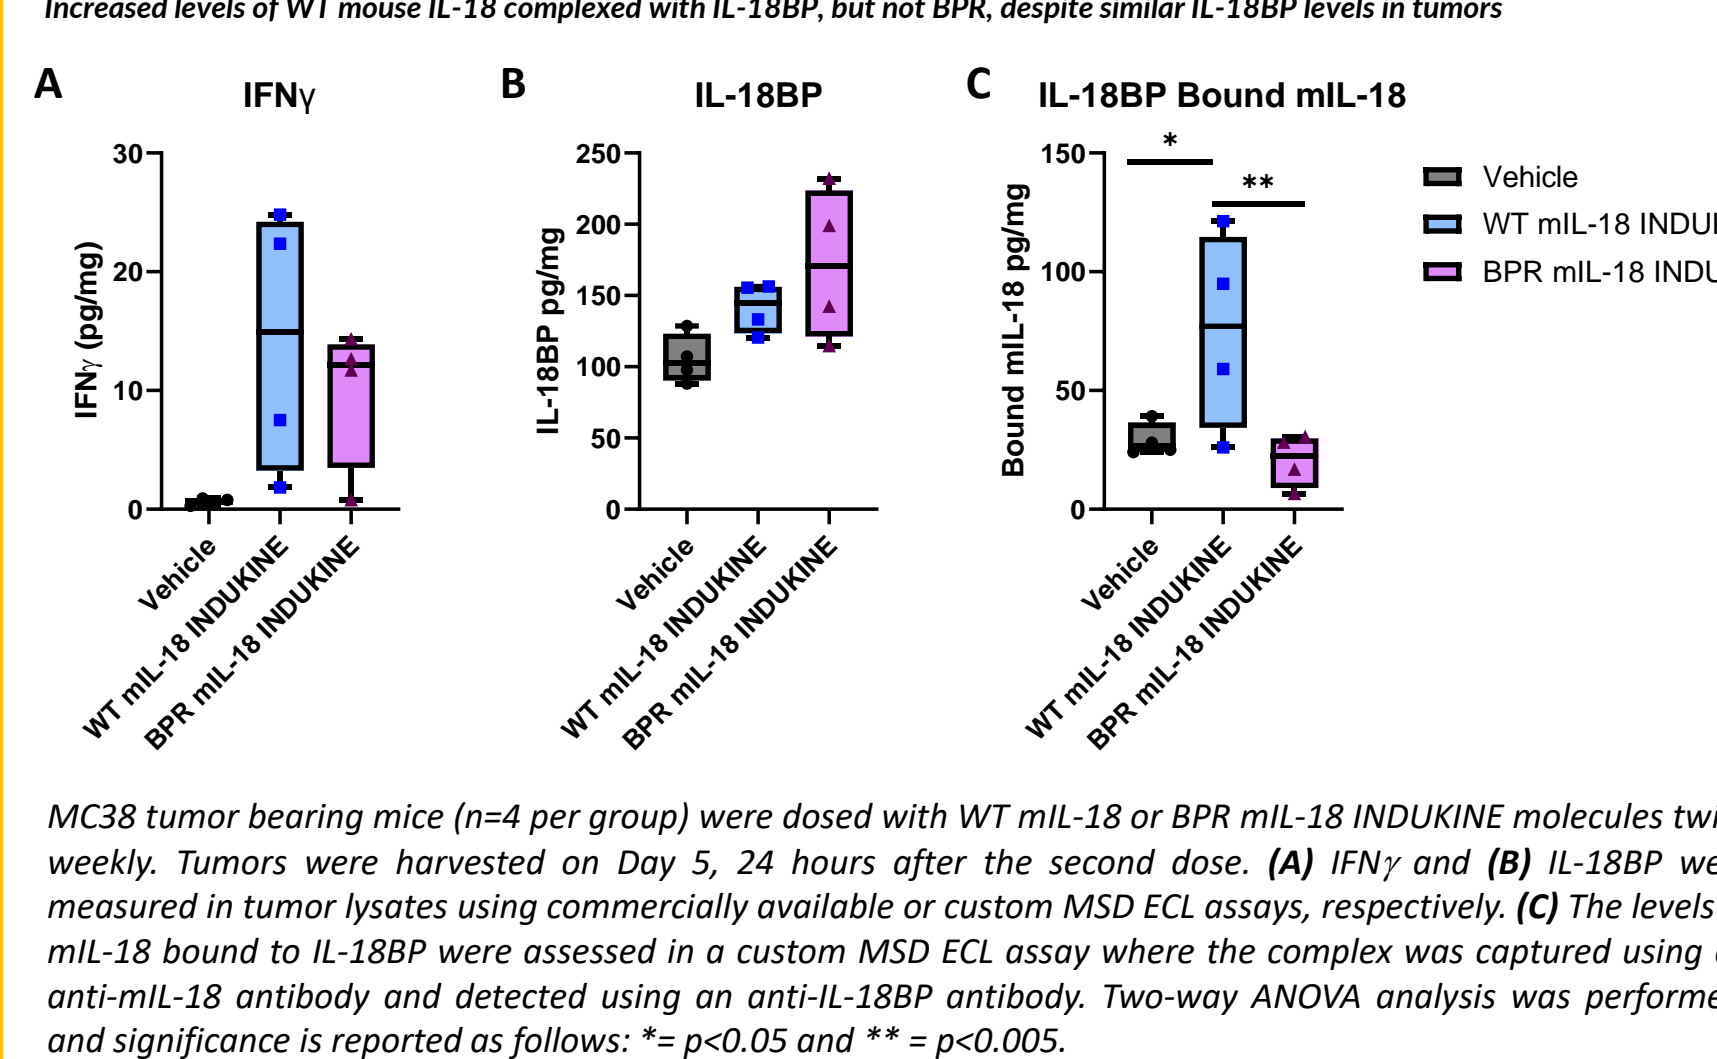 Increased levels of WT mouse IL-18 complexed with IL-18BP, but not BPR, despite similar IL-18BP levels in tumors
A
IFNγ
30
20
10
0
IFNγ (pg/mg)
Vehicle
WT mIL-18 INDUKINE
BPR mIL-18 INDUKINE
B
IL-18BP
250
200
150
100
50
0
IL-18BP pg/mg
Vehicle
WT mIL-18 INDUKINE
BPR mIL-18 INDUKINE
C
IL-18BP Bound mIL-18
150
100
50
0
Bound mIL-18 pg/mg
*
**
Vehicle
WT mIL-18 INDUKINE
BPR mIL-18 INDUKINE
Vehicle
WT mIL-18
BPR mIL-18
MC38 tumor bearing mice (n=4 per group) were dosed with WT mIL-18 or BPR mIL-18 INDUKINE molecules
weekly. Tumors were harvested on Day 5, 24 hours after the second dose. (A) IFNγ and (B) IL-18BP
measured in tumor lysates using commercially available or custom MSD ECL assays, respectively. (C) The levels
mIL-18 bound to IL-18BP were assessed in a custom MSD ECL assay where the complex was captured using
anti-mIL-18 antibody and detected using an anti-IL-18BP antibody. Two-way ANOVA analysis was
and significance is reported as follows: *= p<0.05 and ** = p<0.005.